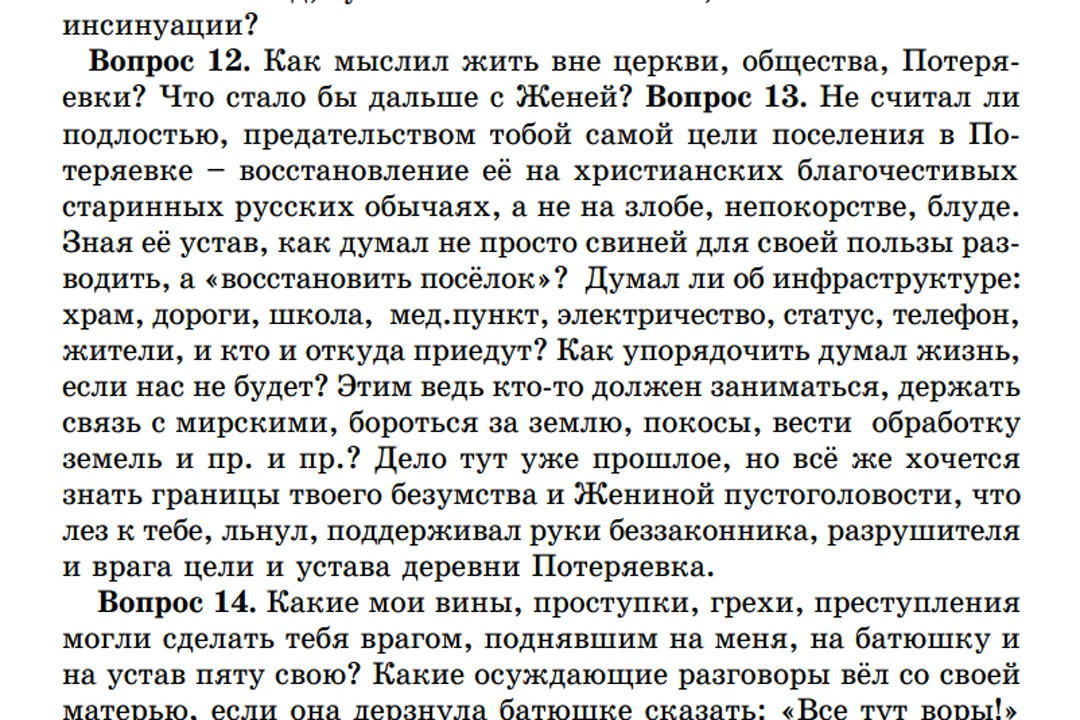 инсинуации?
Вопрос 12. Как мыслил жить вне церкви, общества, Потеря-
евки? Что стало бы дальше с Женей? Вопрос 13. Не считал ли
подлостью, предательством тобой самой цели поселения в По-
теряевке – восстановление её на христианских благочестивых
старинных русских обычаях, а не на злобе, непокорстве, блуде.
Зная её устав, как думал не просто свиней для своей пользы раз-
водить, а «восстановить посёлок»? Думал ли об инфраструктуре:
храм, дороги, школа, мед.пункт, электричество, статус, телефон,
жители, и кто и откуда приедут? Как упорядочить думал жизнь,
если нас не будет? Этим ведь кто-то должен заниматься, держать
связь с мирскими, бороться за землю, покосы, вести обработку
земель и пр. и пр.? Дело тут уже прошлое, но всё же хочется
знать границы твоего безумства и Жениной пустоголовости, что
лез к тебе, льнул, поддерживал руки беззаконника, разрушителя
и врага цели и устава деревни Потеряевка.
Вопрос 14. Какие мои вины, проступки, грехи, преступления
могли сделать тебя врагом, поднявшим на меня, на батюшку и
на устав пяту свою? Какие осуждающие разговоры вёл со своей
матерью, если она дерзнула батюшке сказать: «Все тут воры!»